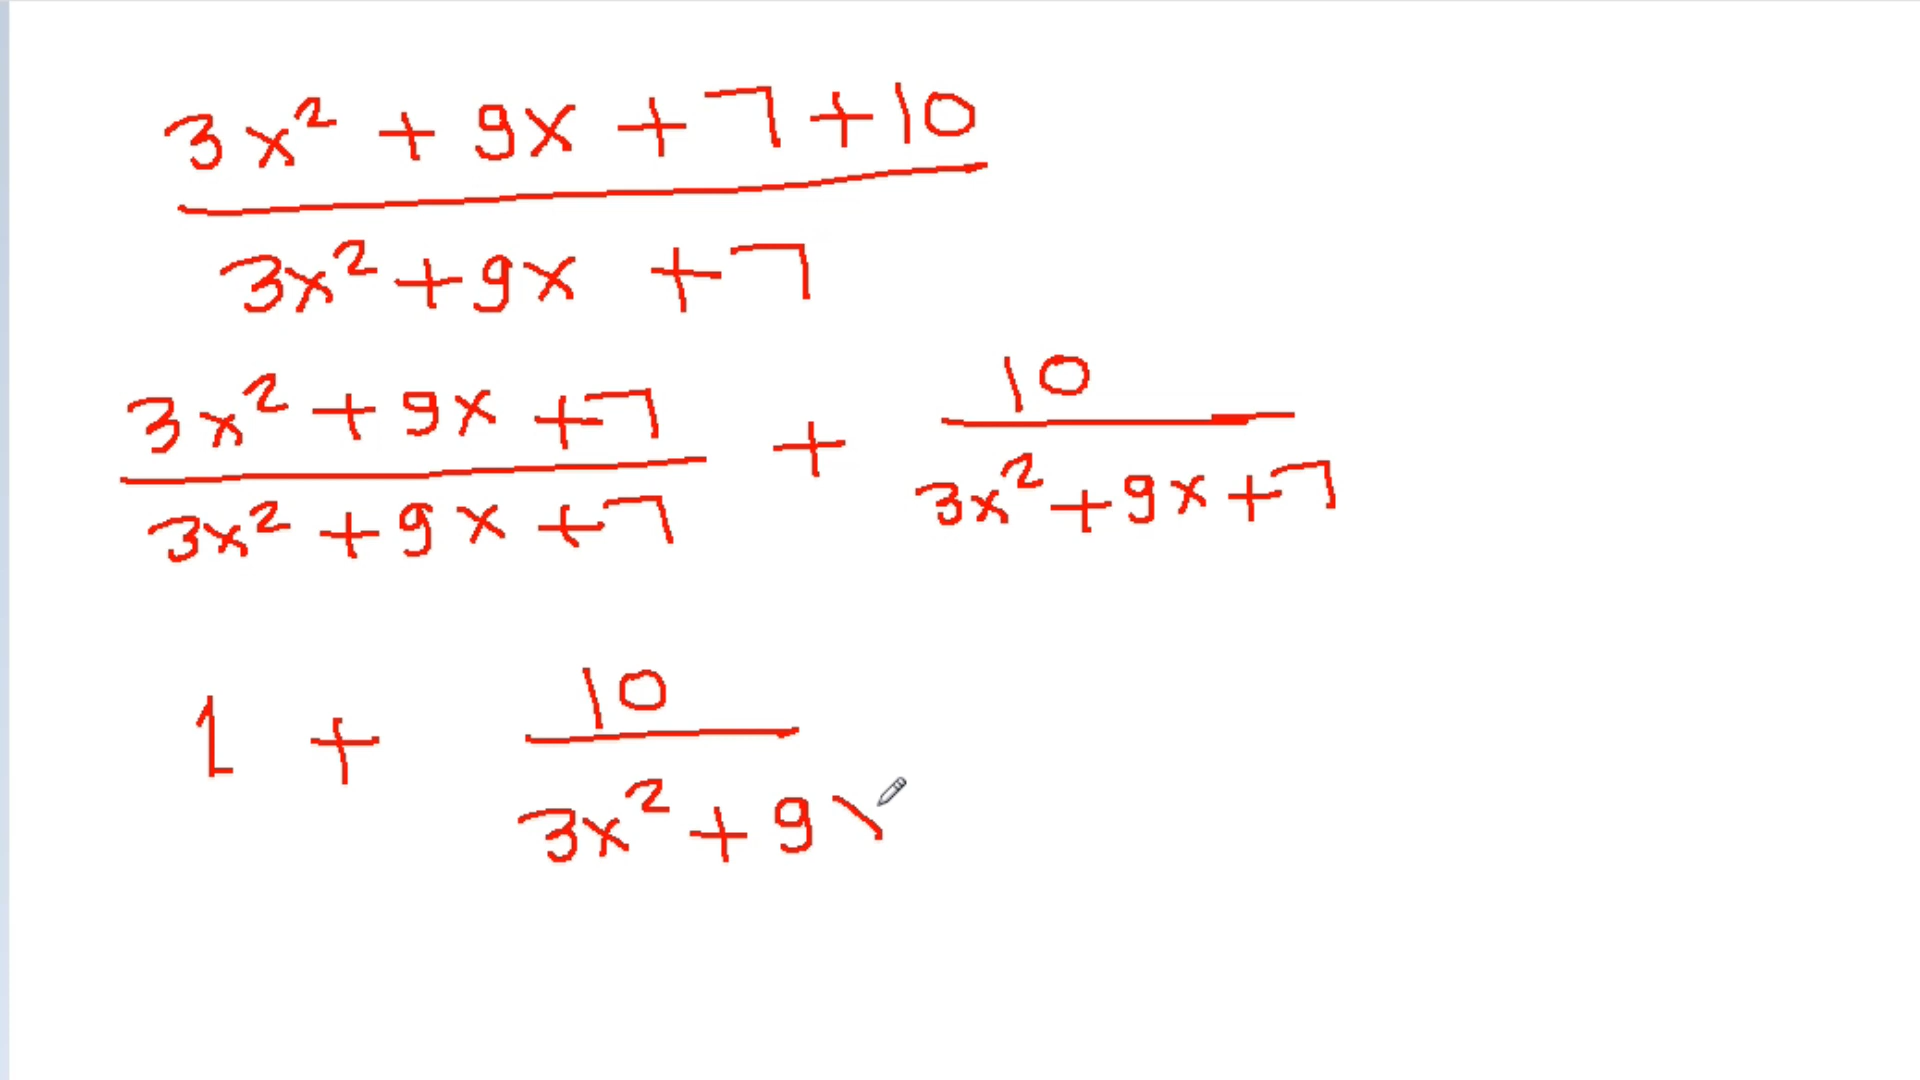 3x² + 9x + 7 + 10
3x² + 9x + 7
3x² + 9x + 7 + 10
3x² + 9x + 7 3x² + 9x + 7
1 + 10
3x² + 9